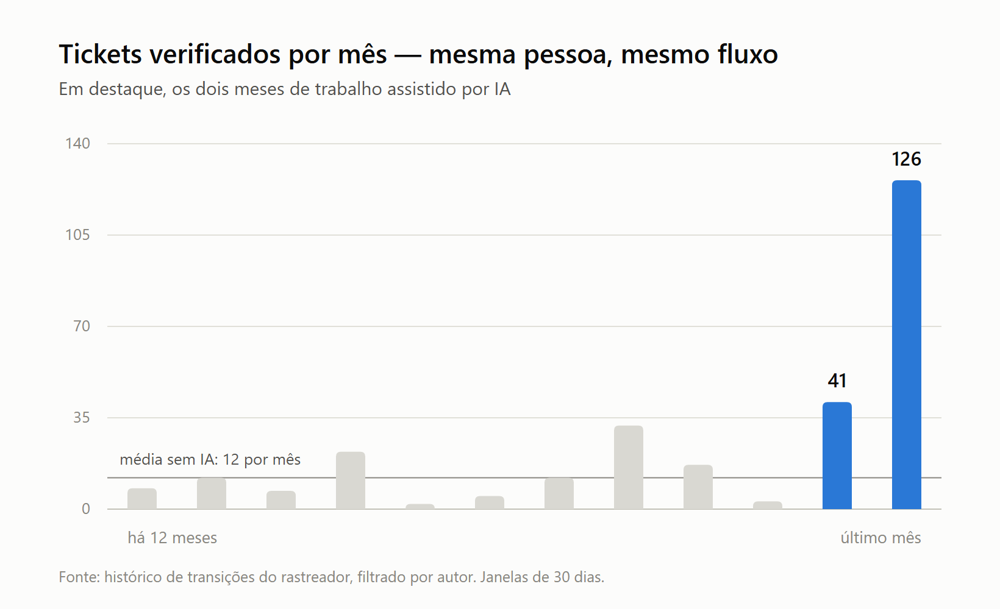 Tickets verificados por mês — mesma pessoa, mesmo fluxo
Em destaque, os dois meses de trabalho assistido por IA
140
126
105
70
41
35
média sem IA: 12 por mês
0
há 12 meses
último mês
Fonte: histórico de transições do rastreador, filtrado por autor. Janelas de 30 dias.